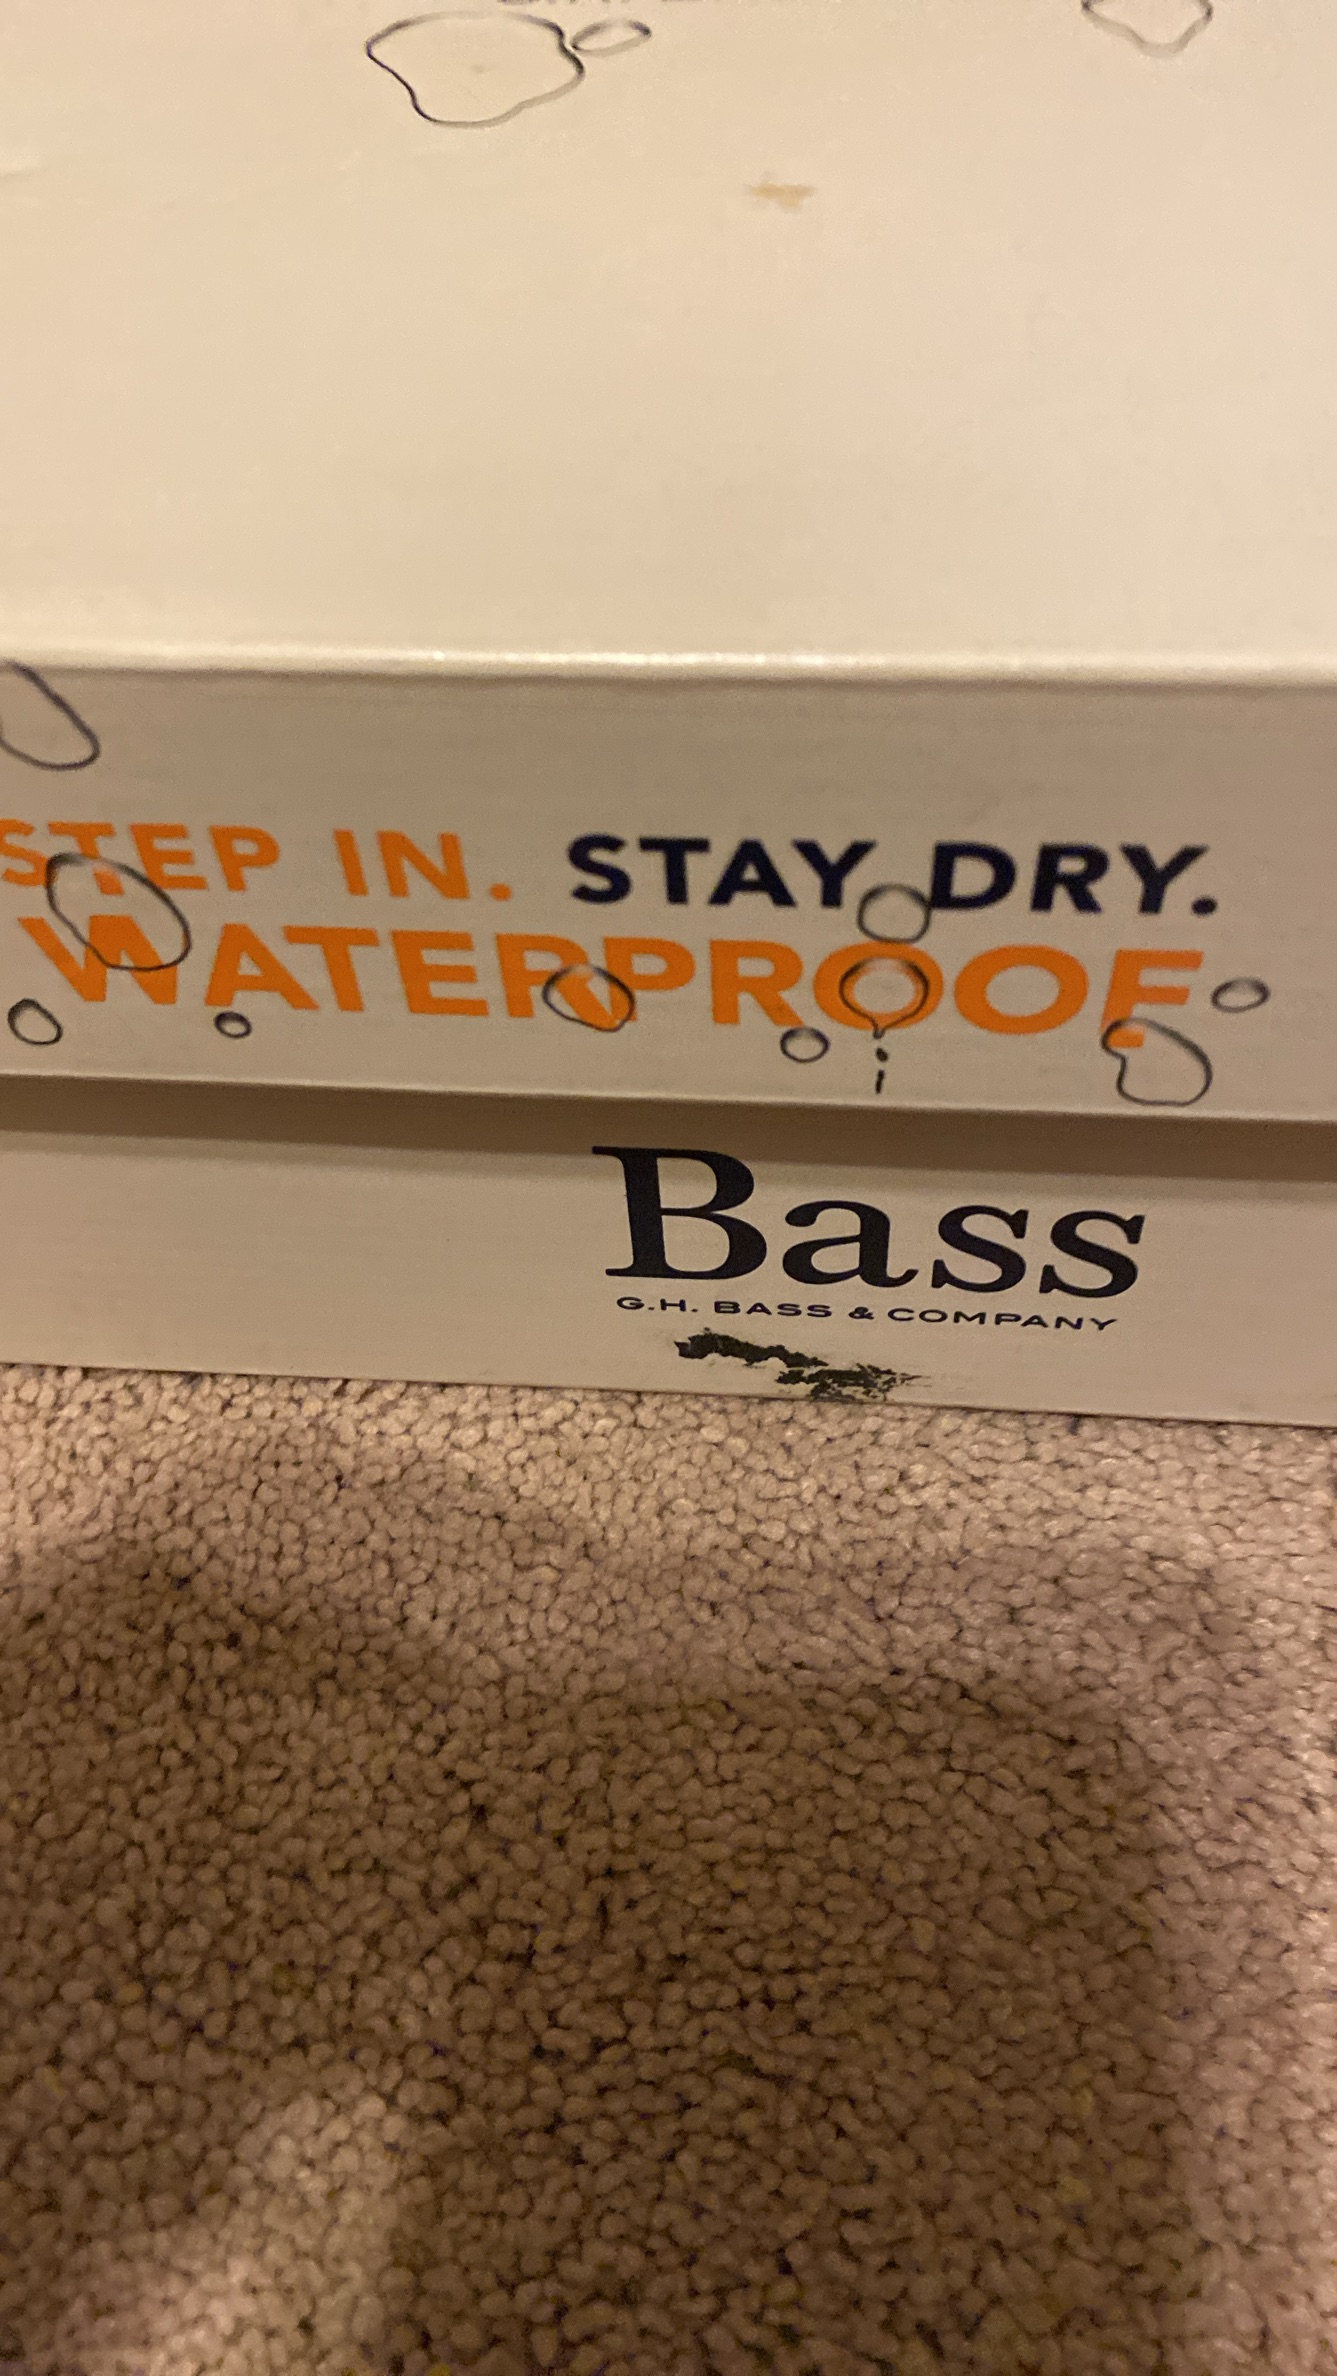 STEP IN. STAY DRY.
WATERPROOF
Bass
G.H. BASS & COMPANY